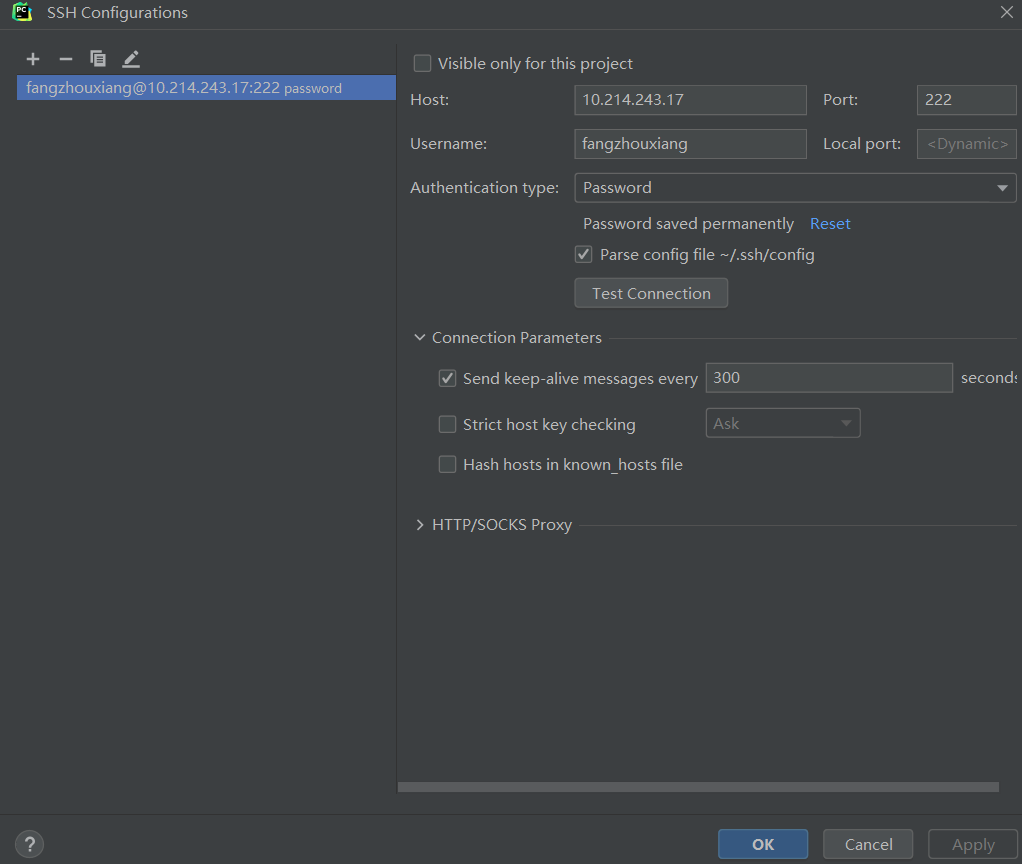 PC SSH Configurations
fangzhouxiang@10.214.243.17:222 password
Visible only for this project
Host: 10.214.243.17 Port: 222
Username: fangzhouxiang Local port: <Dynamic>
Authentication type: Password
Password saved permanently Reset
Parse config file ~/.ssh/config
Test Connection
Connection Parameters
Send keep-alive messages every 300 seconds
Strict host key checking Ask
Hash hosts in known_hosts file
HTTP/SOCKS Proxy
? OK Cancel Apply